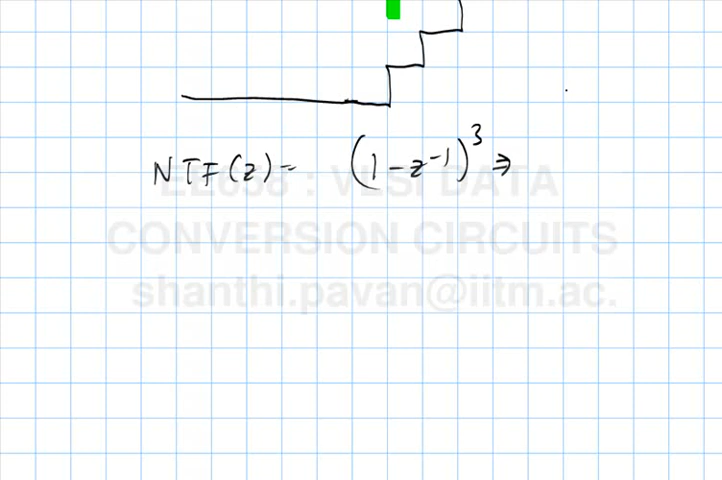 NTF(z) = (1 - z⁻¹)³ ⇒
EE658 : VLSI DATA
CONVERSION CIRCUITS
shanthi.pavan@iitm.ac.